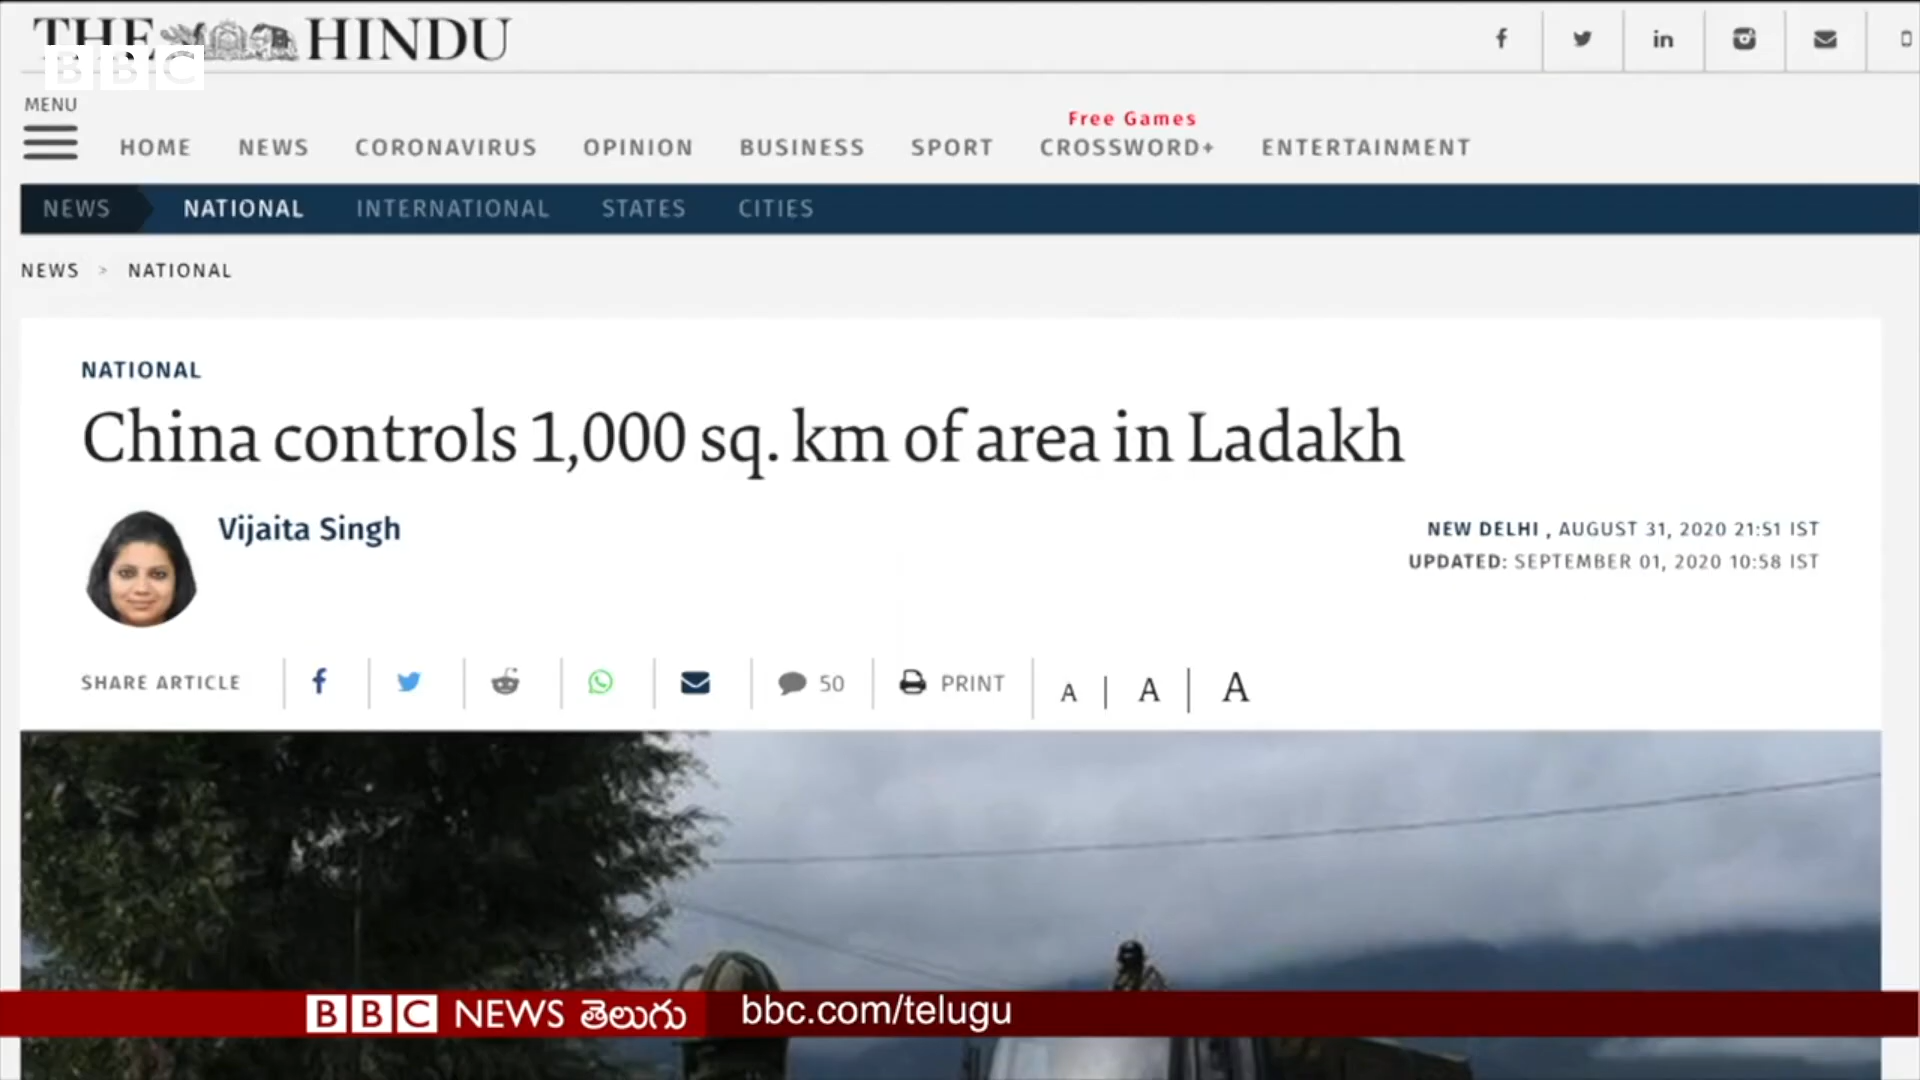 THE HINDU
BBC
MENU
Free Games
HOME NEWS CORONAVIRUS OPINION BUSINESS SPORT CROSSWORD+ ENTERTAINMENT
NEWS NATIONAL INTERNATIONAL STATES CITIES
NEWS > NATIONAL
NATIONAL
China controls 1,000 sq. km of area in Ladakh
Vijaita Singh
NEW DELHI , AUGUST 31, 2020 21:51 IST
UPDATED: SEPTEMBER 01, 2020 10:58 IST
SHARE ARTICLE 50 PRINT A | A | A
BBC NEWS తెలుగు bbc.com/telugu